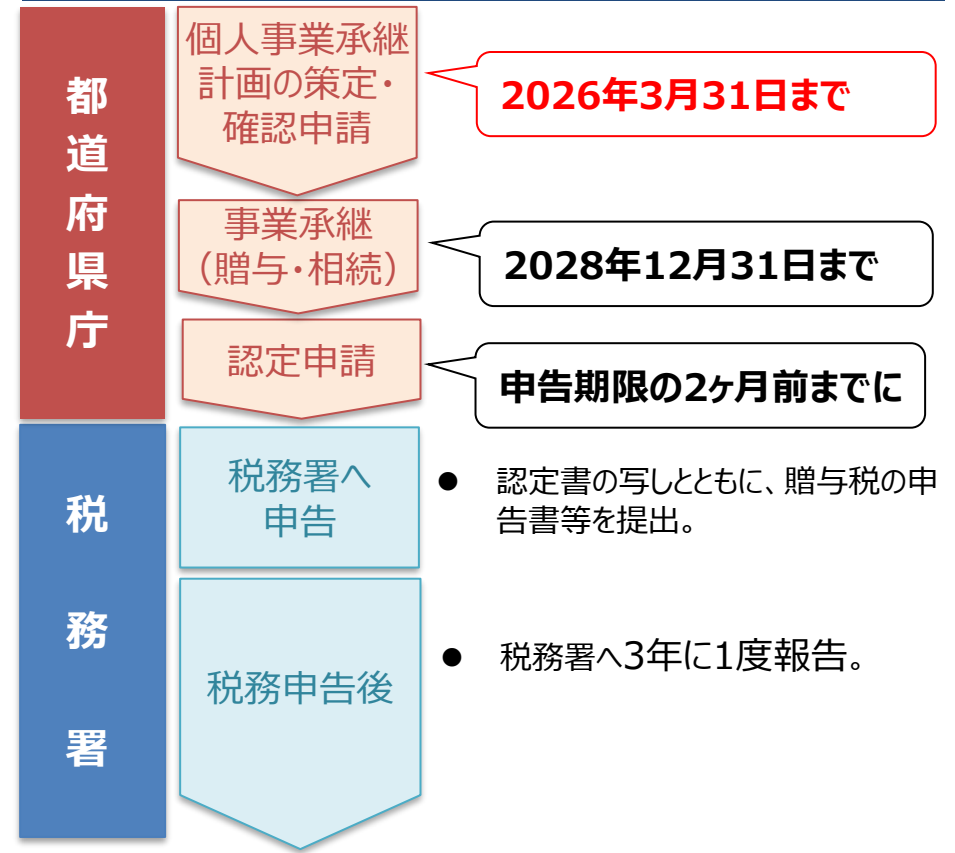 都
道
府
県
庁
個人事業承継
計画の策定・
確認申請
2026年3月31日まで
事業承継
（贈与・相続）
2028年12月31日まで
認定申請
申告期限の2ヶ月前までに
税
務
署
税務署へ
申告
● 認定書の写しとともに、贈与税の申
告書等を提出。
税務申告後
● 税務署へ3年に1度報告。